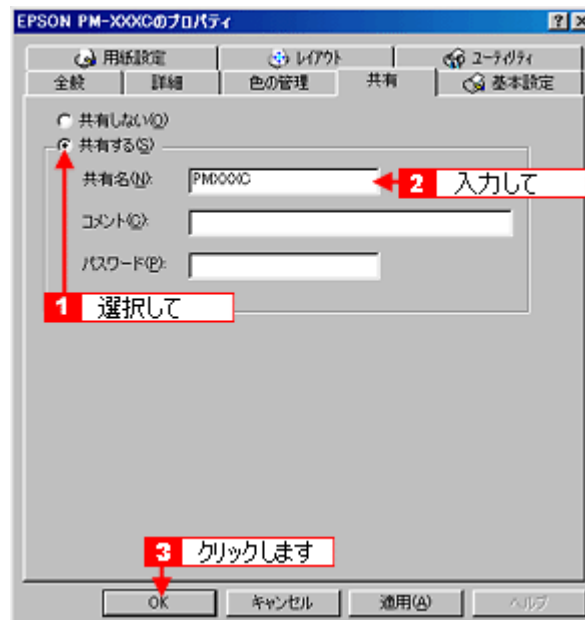 EPSON PM-XXXCのプロパティ
用紙設定 レイアウト ユーティリティ
全般 詳細 色の管理 共有 基本設定
共有しない(O)
共有する(S)
共有名(N): PMXXXC 2 入力して
コメント(C):
パスワード(P):
1 選択して
3 クリックします
OK キャンセル 適用(A) ヘルプ